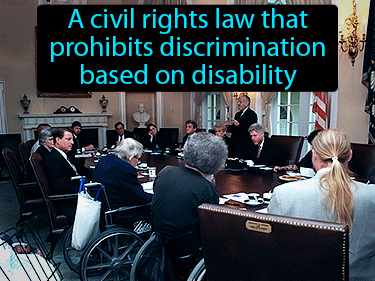 A civil rights law that
prohibits discrimination
based on disability